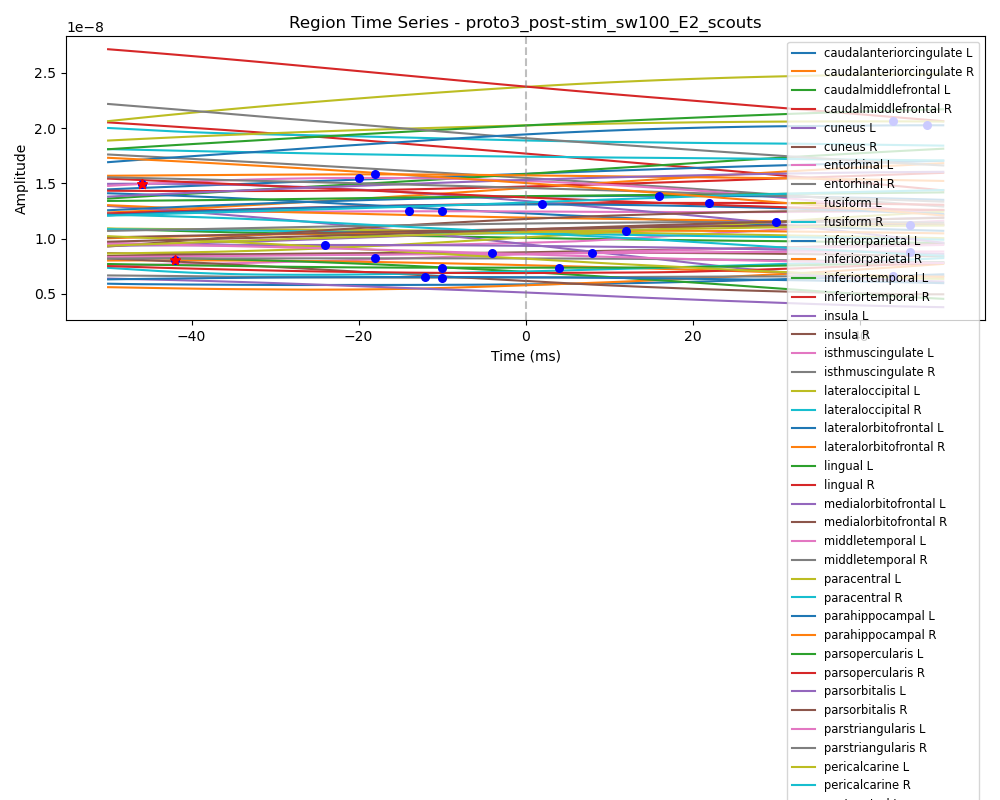 Region Time Series - proto3_post-stim_sw100_E2_scouts
1e−8
2.5
2.0
1.5
1.0
0.5
Amplitude
−40
−20
0
20
Time (ms)
caudalanteriorcingulate L
caudalanteriorcingulate R
caudalmiddlefrontal L
caudalmiddlefrontal R
cuneus L
cuneus R
entorhinal L
entorhinal R
fusiform L
fusiform R
inferiorparietal L
inferiorparietal R
inferiortemporal L
inferiortemporal R
insula L
insula R
isthmuscingulate L
isthmuscingulate R
lateraloccipital L
lateraloccipital R
lateralorbitofrontal L
lateralorbitofrontal R
lingual L
lingual R
medialorbitofrontal L
medialorbitofrontal R
middletemporal L
middletemporal R
paracentral L
paracentral R
parahippocampal L
parahippocampal R
parsopercularis L
parsopercularis R
parsorbitalis L
parsorbitalis R
parstriangularis L
parstriangularis R
pericalcarine L
pericalcarine R